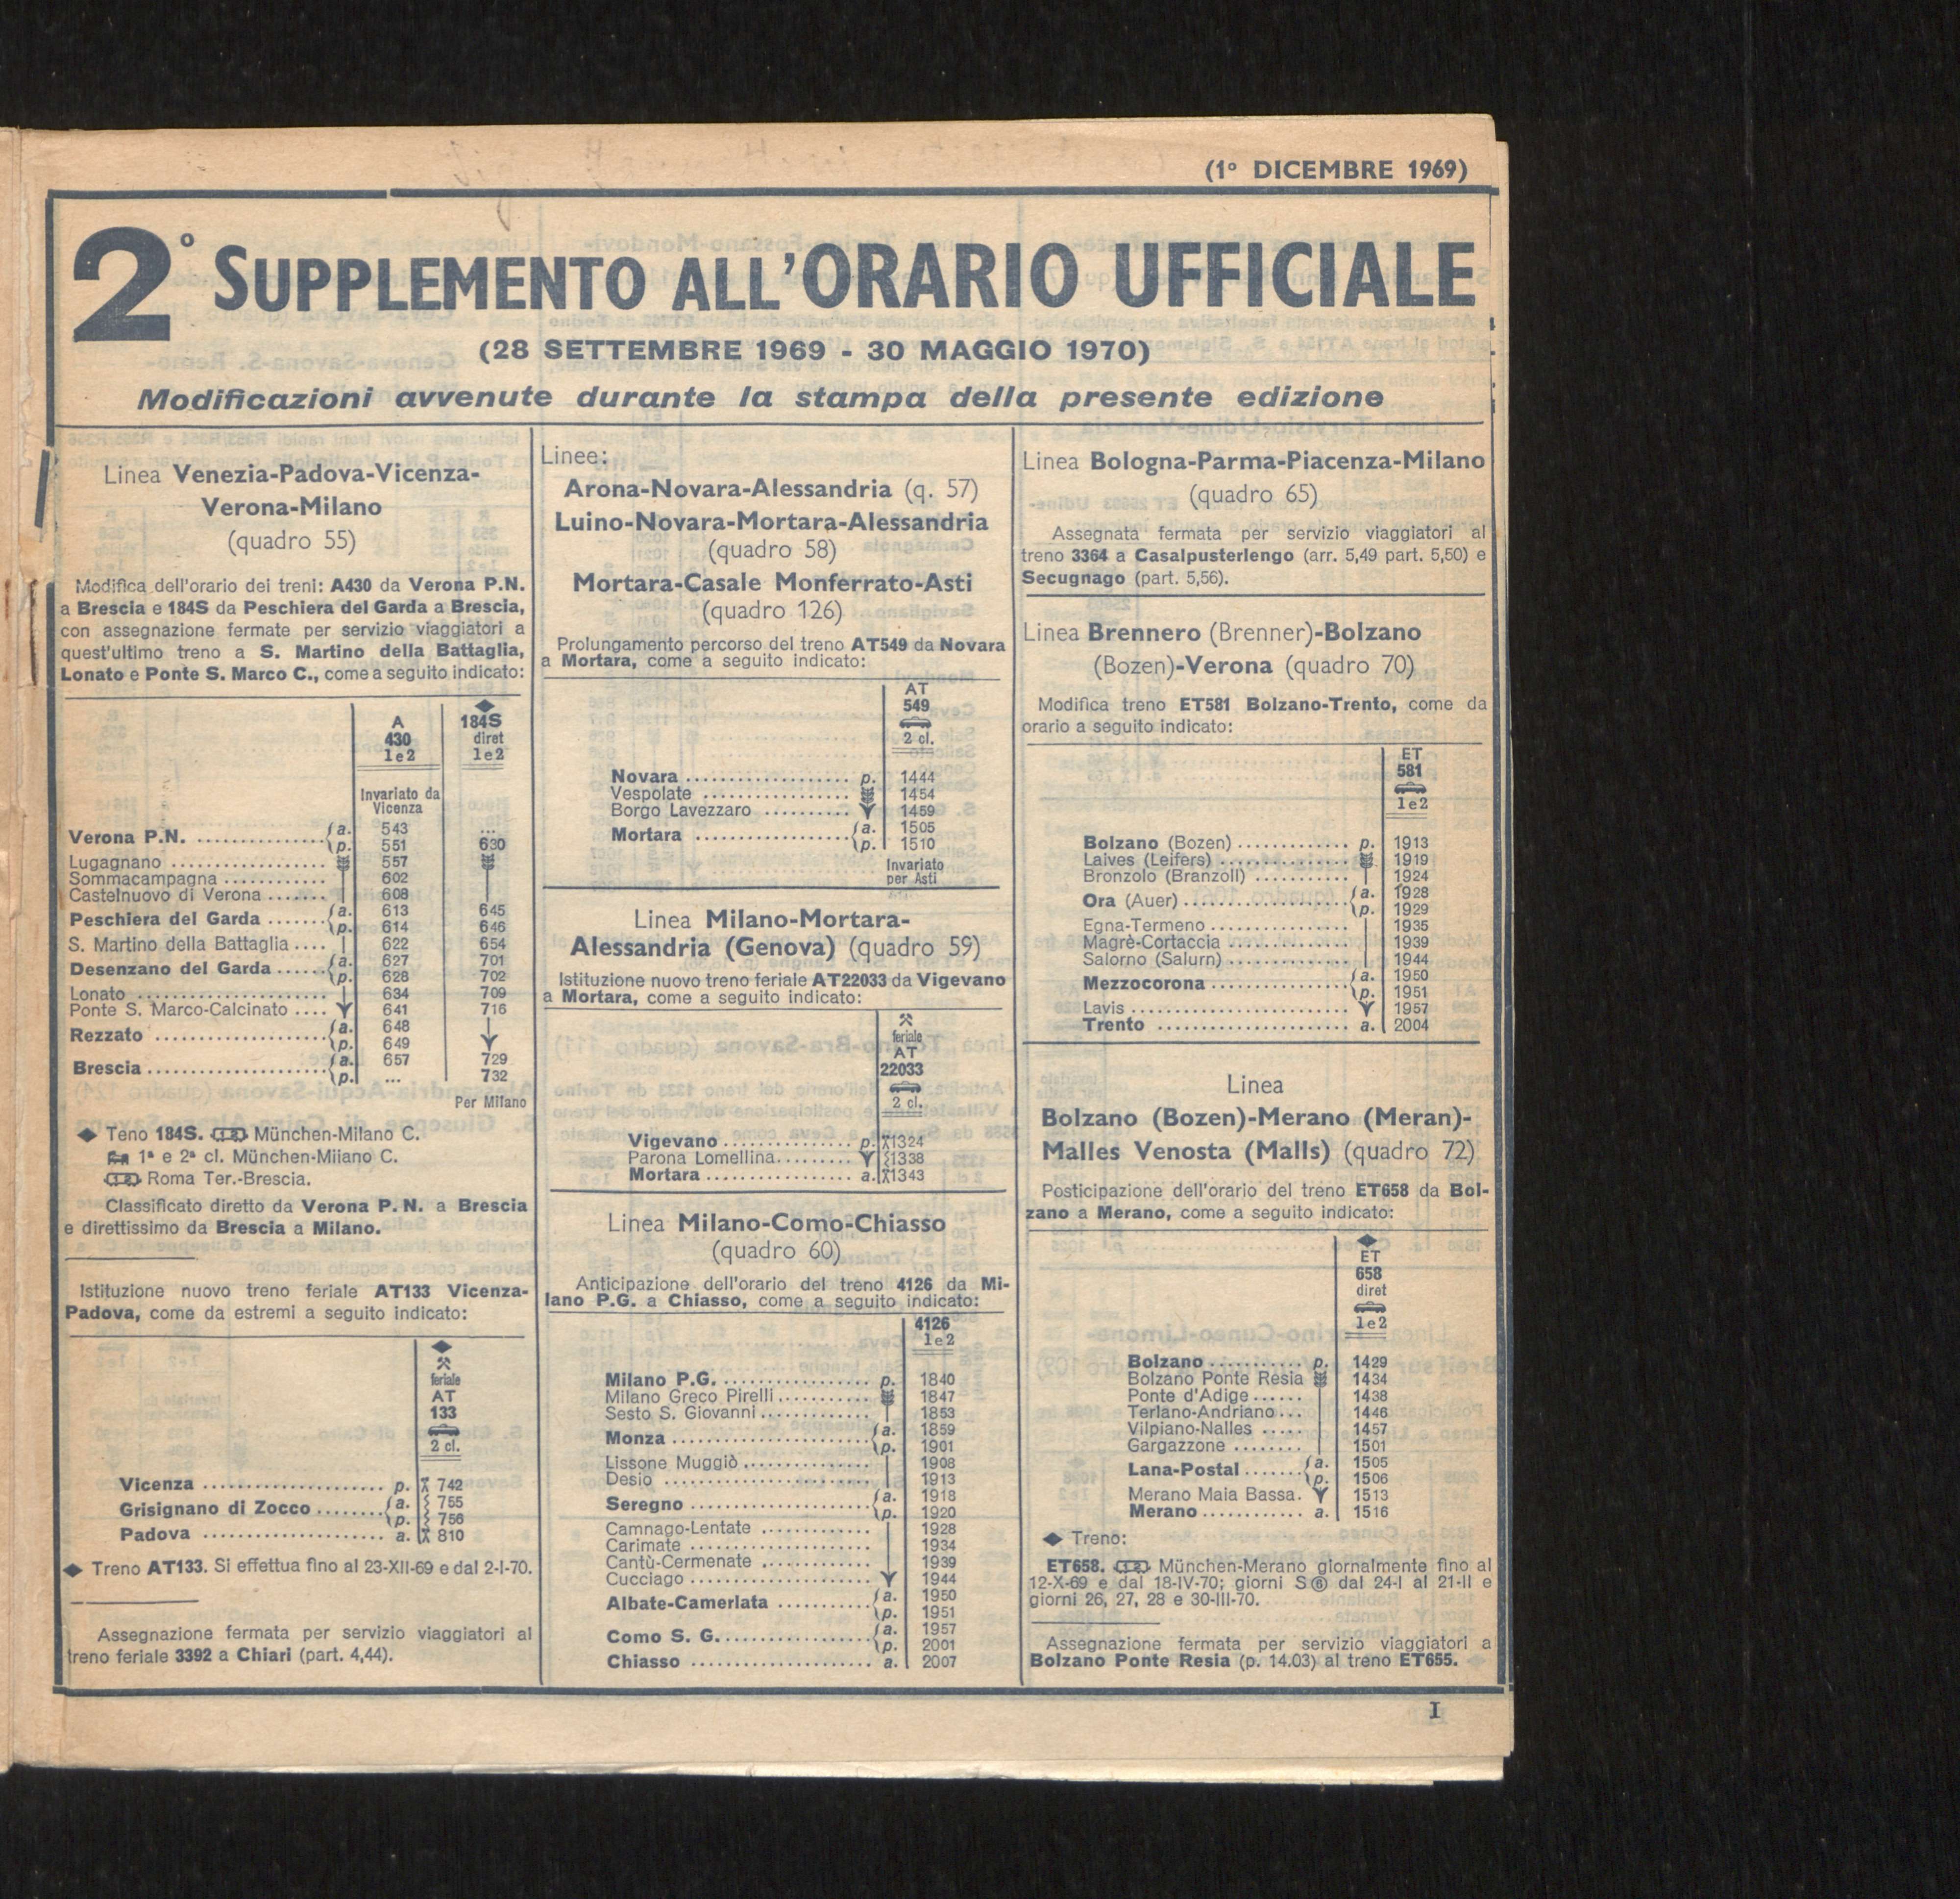 (1° DICEMBRE 1969)
2° SUPPLEMENTO ALL'ORARIO UFFICIALE
(28 SETTEMBRE 1969 - 30 MAGGIO 1970)
Modificazioni avvenute durante la stampa della presente edizione
Linea Venezia-Padova-Vicenza-
Verona-Milano
(quadro 55)
Modifica dell'orario dei treni: A430 da Verona P.N.
a Brescia e 184S da Peschiera del Garda a Brescia,
con assegnazione fermate per servizio viaggiatori a
quest'ultimo treno a S. Martino della Battaglia,
Lonato e Ponte S. Marco C., come a seguito indicato:
A 184S
430 diret
1e2 1e2
Invariato da
Vicenza
Verona P.N. a. 543 ...
p. 551 630
Lugagnano 557
Sommacampagna 602
Castelnuovo di Verona 608
Peschiera del Garda a. 613 645
p. 614 646
S. Martino della Battaglia 622 654
Desenzano del Garda a. 627 701
p. 628 702
Lonato 634 709
Ponte S. Marco-Calcinato 641 716
Rezzato a. 648
p. 649
Brescia a. 657 729
p. ... 732
Per Milano
◆ Teno 184S. München-Milano C.
1ª e 2ª cl. München-Miiano C.
Roma Ter.-Brescia.
Classificato diretto da Verona P. N. a Brescia
e direttissimo da Brescia a Milano.
Istituzione nuovo treno feriale AT133 Vicenza-
Padova, come da estremi a seguito indicato:
◆
⚒
feriale
AT
133
2 cl.
Vicenza p. 742
Grisignano di Zocco a. 755
p. 756
Padova a. 810
◆ Treno AT133. Si effettua fino al 23-XII-69 e dal 2-I-70.
Assegnazione fermata per servizio viaggiatori al
treno feriale 3392 a Chiari (part. 4,44).
Linee:
Arona-Novara-Alessandria (q. 57)
Luino-Novara-Mortara-Alessandria
(quadro 58)
Mortara-Casale Monferrato-Asti
(quadro 126)
Prolungamento percorso del treno AT549 da Novara
a Mortara, come a seguito indicato:
AT
549
2 cl.
Novara p. 1444
Vespolate 1454
Borgo Lavezzaro 1459
Mortara a. 1505
p. 1510
Invariato
per Asti
Linea Milano-Mortara-
Alessandria (Genova) (quadro 59)
Istituzione nuovo treno feriale AT22033 da Vigevano
a Mortara, come a seguito indicato:
⚒
feriale
AT
22033
2 cl.
Vigevano p. 1324
Parona Lomellina 1338
Mortara a. 1343
Linea Milano-Como-Chiasso
(quadro 60)
Anticipazione dell'orario del treno 4126 da Mi-
lano P.G. a Chiasso, come a seguito indicato:
4126
1e2
Milano P.G. p. 1840
Milano Greco Pirelli 1847
Sesto S. Giovanni 1853
Monza a. 1859
p. 1901
Lissone Muggiò 1908
Desio 1913
Seregno a. 1918
p. 1920
Camnago-Lentate 1928
Carimate 1934
Cantù-Cermenate 1939
Cucciago 1944
Albate-Camerlata a. 1950
p. 1951
Como S. G. a. 1957
p. 2001
Chiasso a. 2007
Linea Bologna-Parma-Piacenza-Milano
(quadro 65)
Assegnata fermata per servizio viaggiatori al
treno 3364 a Casalpusterlengo (arr. 5,49 part. 5,50) e
Secugnago (part. 5,56).
Linea Brennero (Brenner)-Bolzano
(Bozen)-Verona (quadro 70)
Modifica treno ET581 Bolzano-Trento, come da
orario a seguito indicato:
ET
581
1e2
Bolzano (Bozen) p. 1913
Laives (Leifers) 1919
Bronzolo (Branzoll) 1924
Ora (Auer) a. 1928
p. 1929
Egna-Termeno 1935
Magrè-Cortaccia 1939
Salorno (Salurn) 1944
Mezzocorona a. 1950
p. 1951
Lavis 1957
Trento a. 2004
Linea
Bolzano (Bozen)-Merano (Meran)-
Malles Venosta (Malls) (quadro 72)
Posticipazione dell'orario del treno ET658 da Bol-
zano a Merano, come a seguito indicato:
◆
ET
658
diret
1e2
Bolzano p. 1429
Bolzano Ponte Resia 1434
Ponte d'Adige 1438
Terlano-Andriano 1446
Vilpiano-Nalles 1457
Gargazzone 1501
Lana-Postal a. 1505
p. 1506
Merano Maia Bassa. 1513
Merano a. 1516
◆ Treno:
ET658. München-Merano giornalmente fino al
12-X-69 e dal 18-IV-70; giorni S⑥ dal 24-I al 21-II e
giorni 26, 27, 28 e 30-III-70.
Assegnazione fermata per servizio viaggiatori a
Bolzano Ponte Resia (p. 14.03) al treno ET655.
I